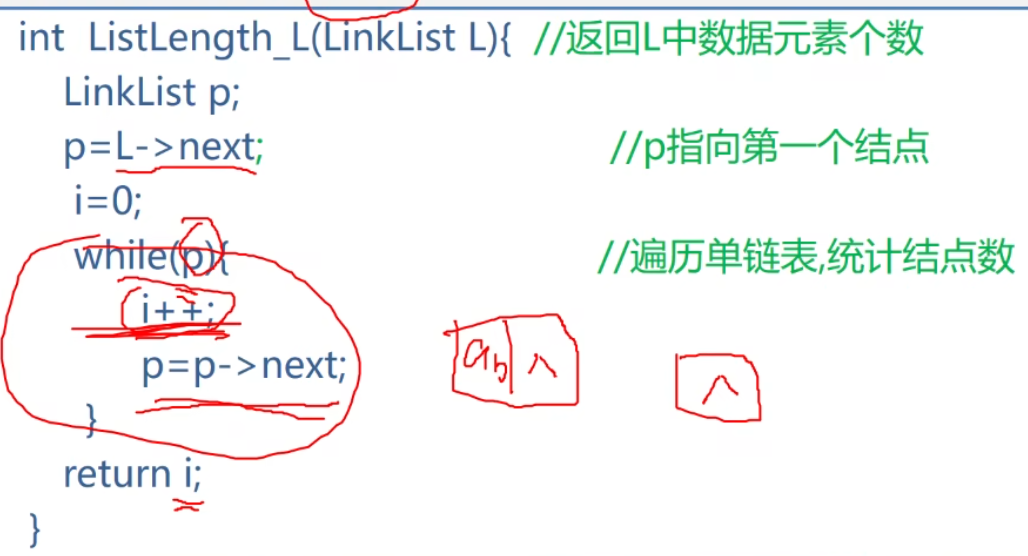 int ListLength_L(LinkList L){ //返回L中数据元素个数
LinkList p;
p=L->next; //p指向第一个结点
i=0;
while(p){ //遍历单链表,统计结点数
i++;
p=p->next;
}
return i;
}